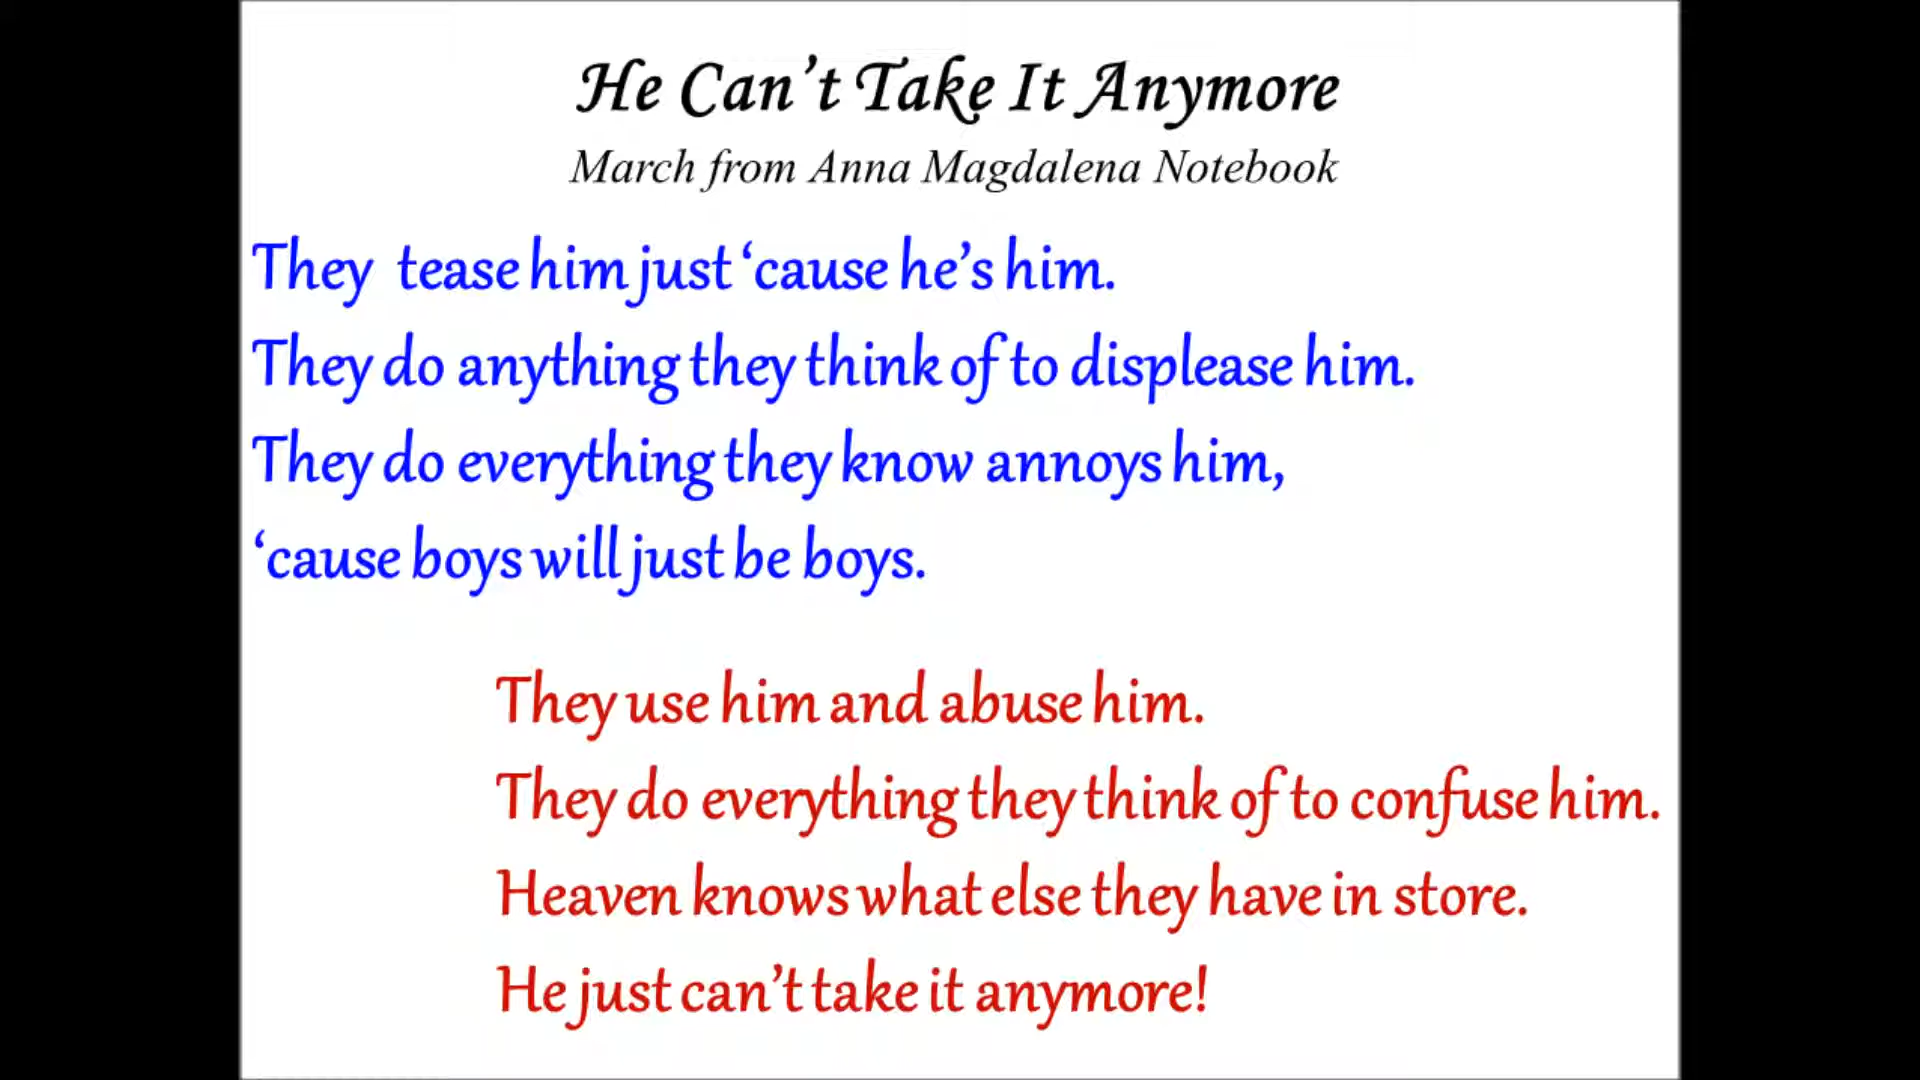 He Can’t Take It Anymore
March from Anna Magdalena Notebook
They tease him just ‘cause he’s him.
They do anything they think of to displease him.
They do everything they know annoys him,
‘cause boys will just be boys.
They use him and abuse him.
They do everything they think of to confuse him.
Heaven knows what else they have in store.
He just can’t take it anymore!